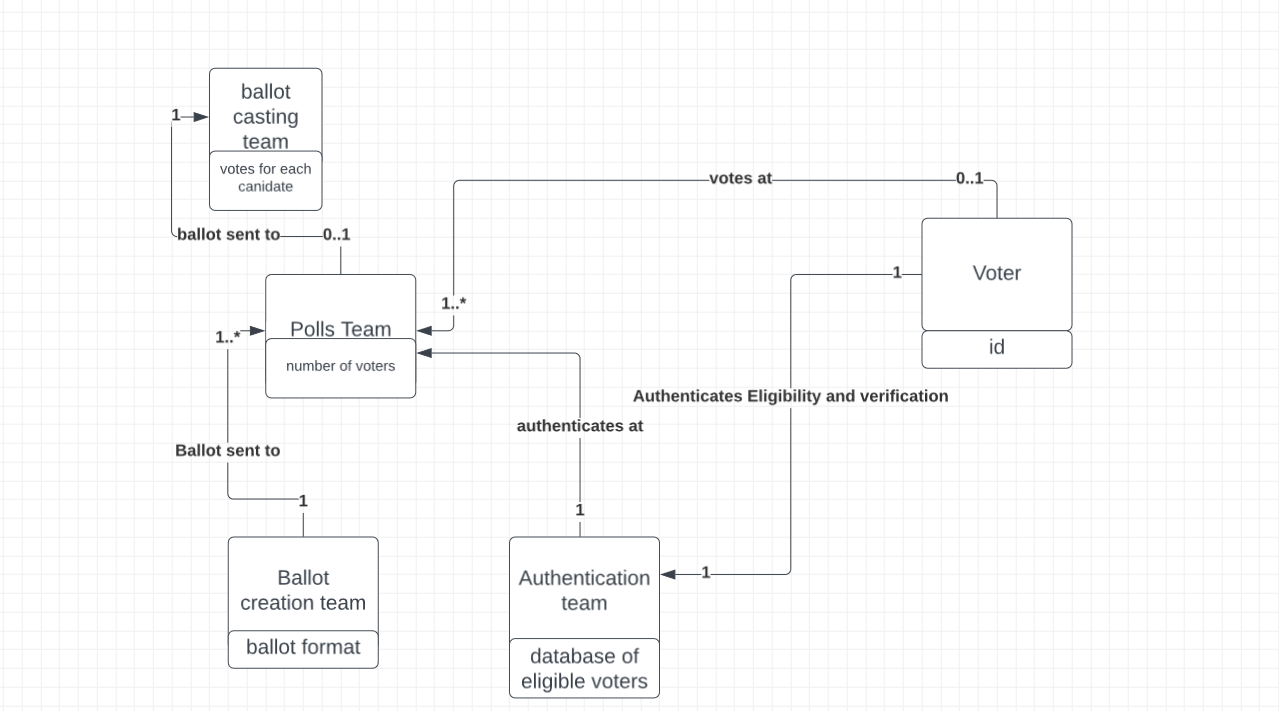 ballot
casting
team
1
votes for each
canidate
votes at
0..1
ballot sent to
0..1
Voter
1
1..*
Polls Team
1..*
id
number of voters
Authenticates Eligibility and verification
authenticates at
Ballot sent to
1
1
1
Ballot
creation team
Authentication
team
ballot format
database of
eligible voters